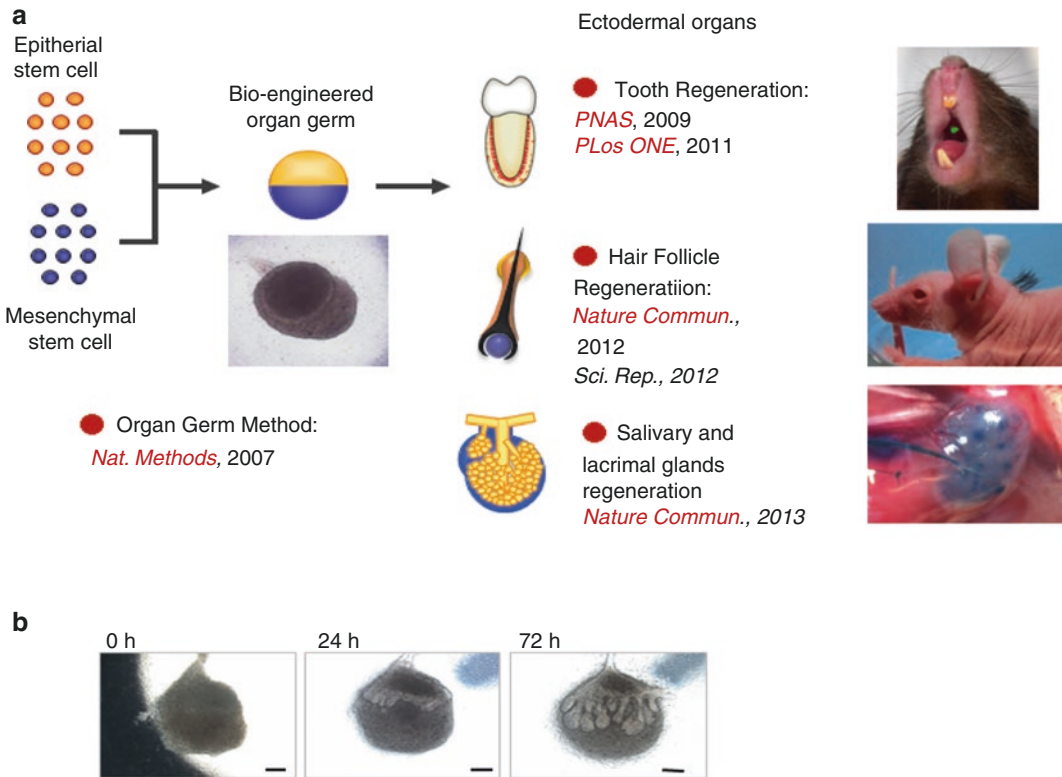 a
Epitherial
stem cell
Mesenchymal
stem cell
Bio-engineered
organ germ
Organ Germ Method:
Nat. Methods, 2007
Ectodermal organs
Tooth Regeneration:
PNAS, 2009
PLos ONE, 2011
Hair Follicle
Regeneratiion:
Nature Commun.,
2012
Sci. Rep., 2012
Salivary and
lacrimal glands
regeneration
Nature Commun., 2013
b
0 h
24 h
72 h